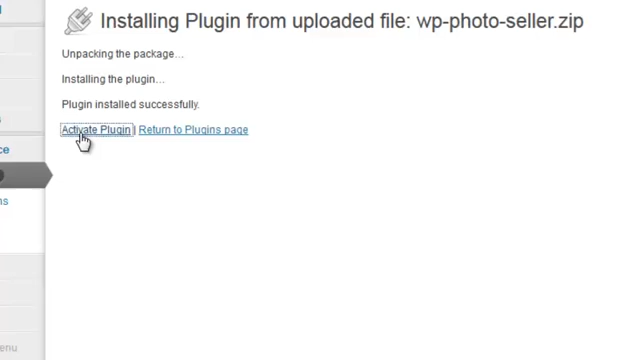 Installing Plugin from uploaded file: wp-photo-seller.zip
Unpacking the package…
Installing the plugin…
Plugin installed successfully.
Activate Plugin | Return to Plugins page